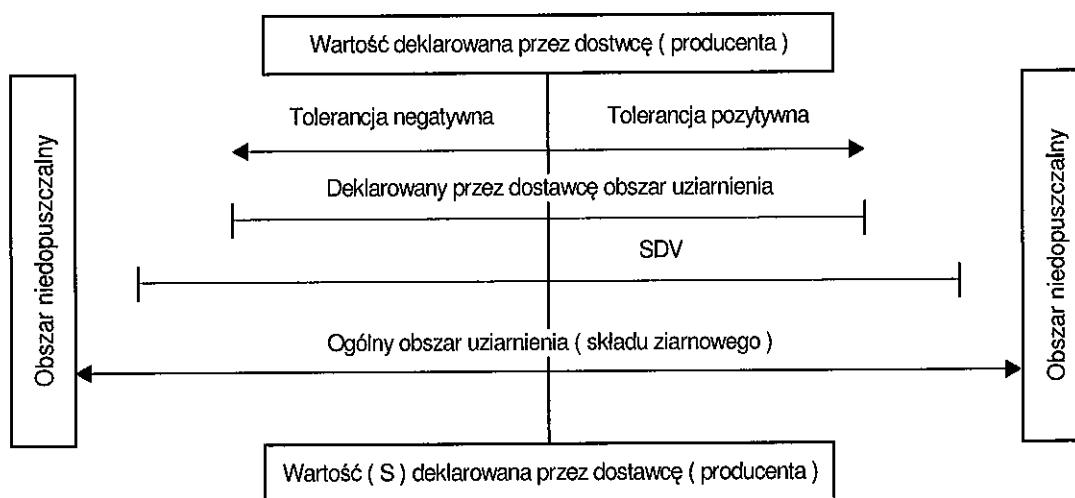 Wartość deklarowana przez dostwcę ( producenta )
Tolerancja negatywna
Tolerancja pozytywna
Deklarowany przez dostawcę obszar uziarnienia
SDV
Ogólny obszar uziarnienia ( składu ziarnowego )
Wartość ( S ) deklarowana przez dostawcę ( producenta )
Obszar niedopuszczalny
Obszar niedopuszczalny